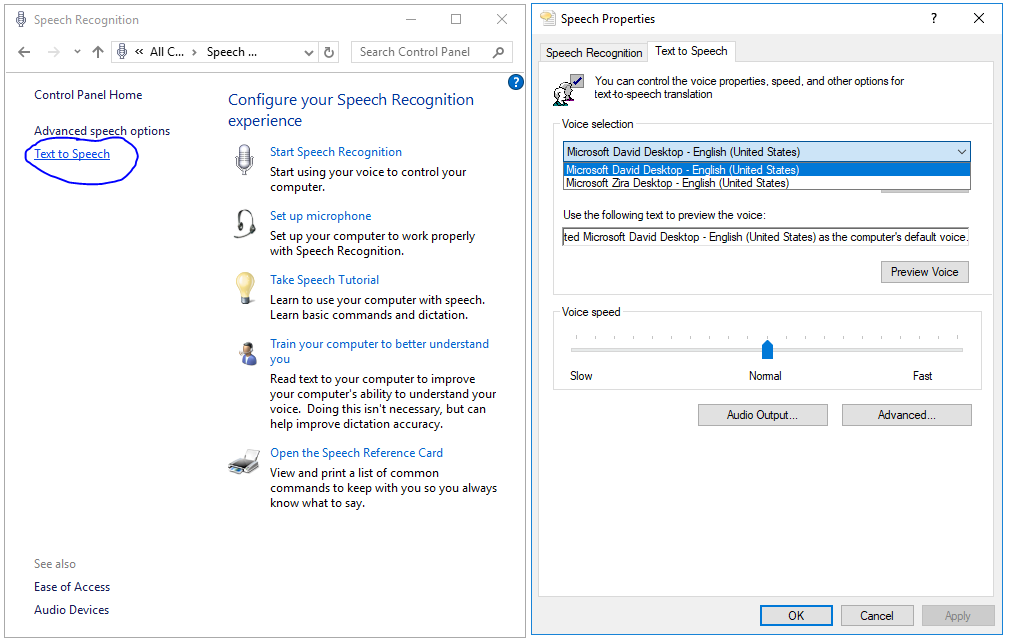 Speech Recognition
« All C... › Speech ...
Search Control Panel
?
Control Panel Home
Advanced speech options
Text to Speech
Configure your Speech Recognition
experience
Start Speech Recognition
Start using your voice to control your
computer.
Set up microphone
Set up your computer to work properly
with Speech Recognition.
Take Speech Tutorial
Learn to use your computer with speech.
Learn basic commands and dictation.
Train your computer to better understand
you
Read text to your computer to improve
your computer's ability to understand your
voice.  Doing this isn't necessary, but can
help improve dictation accuracy.
Open the Speech Reference Card
View and print a list of common
commands to keep with you so you always
know what to say.
See also
Ease of Access
Audio Devices
Speech Properties
?
Speech Recognition
Text to Speech
You can control the voice properties, speed, and other options for
text-to-speech translation
Voice selection
Microsoft David Desktop - English (United States)
Microsoft David Desktop - English (United States)
Microsoft Zira Desktop - English (United States)
Use the following text to preview the voice:
ted Microsoft David Desktop - English (United States) as the computer's default voice.
Preview Voice
Voice speed
Slow Normal Fast
Audio Output... Advanced...
OK Cancel Apply